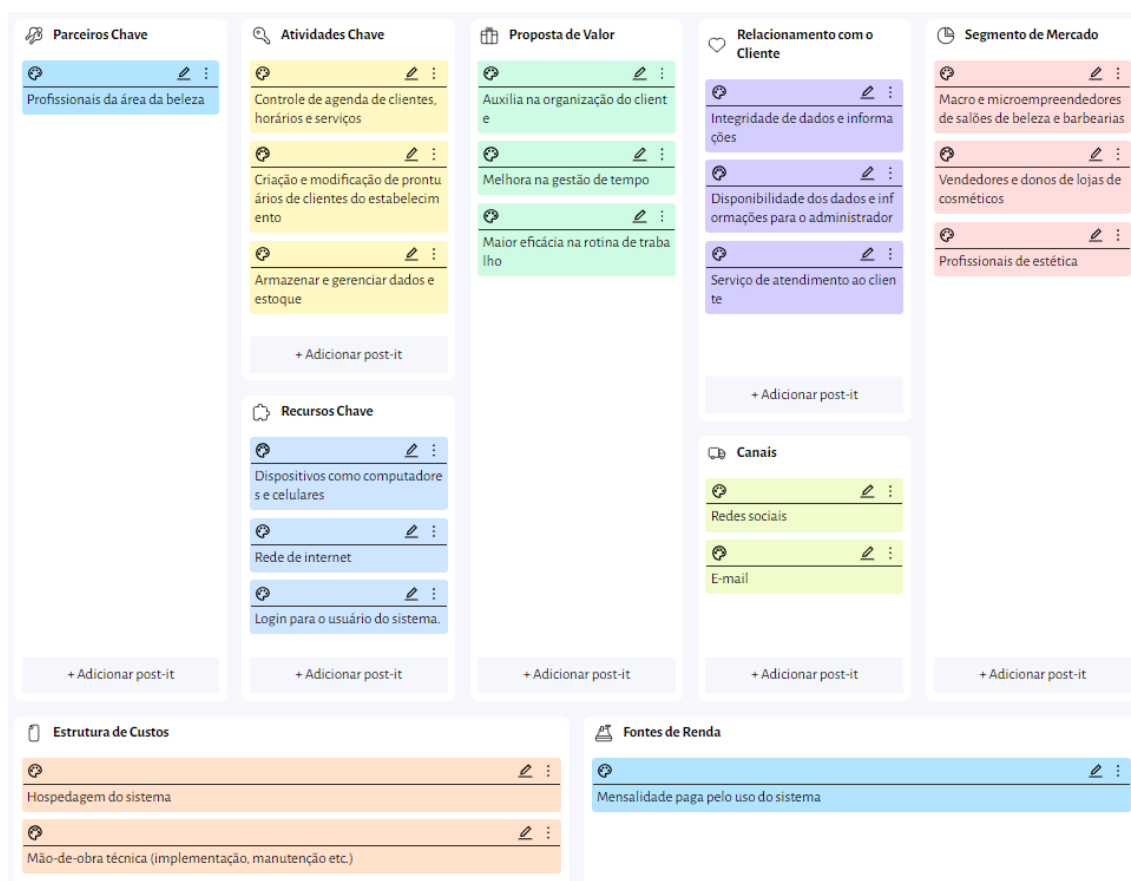 Parceiros Chave
Profissionais da área da beleza
+ Adicionar post-it
Atividades Chave
Controle de agenda de clientes,
horários e serviços
Criação e modificação de prontu
ários de clientes do estabelecim
ento
Armazenar e gerenciar dados e
estoque
+ Adicionar post-it
Recursos Chave
Dispositivos como computadore
s e celulares
Rede de internet
Login para o usuário do sistema.
+ Adicionar post-it
Proposta de Valor
Auxilia na organização do client
e
Melhora na gestão de tempo
Maior eficácia na rotina de traba
lho
+ Adicionar post-it
Relacionamento com o
Cliente
Integridade de dados e informa
ções
Disponibilidade dos dados e inf
ormações para o administrador
Serviço de atendimento ao clien
te
+ Adicionar post-it
Canais
Redes sociais
E-mail
+ Adicionar post-it
Segmento de Mercado
Macro e microempreendedores
de salões de beleza e barbearias
Vendedores e donos de lojas de
cosméticos
Profissionais de estética
+ Adicionar post-it
Estrutura de Custos
Hospedagem do sistema
Mão-de-obra técnica (implementação, manutenção etc.)
Fontes de Renda
Mensalidade paga pelo uso do sistema